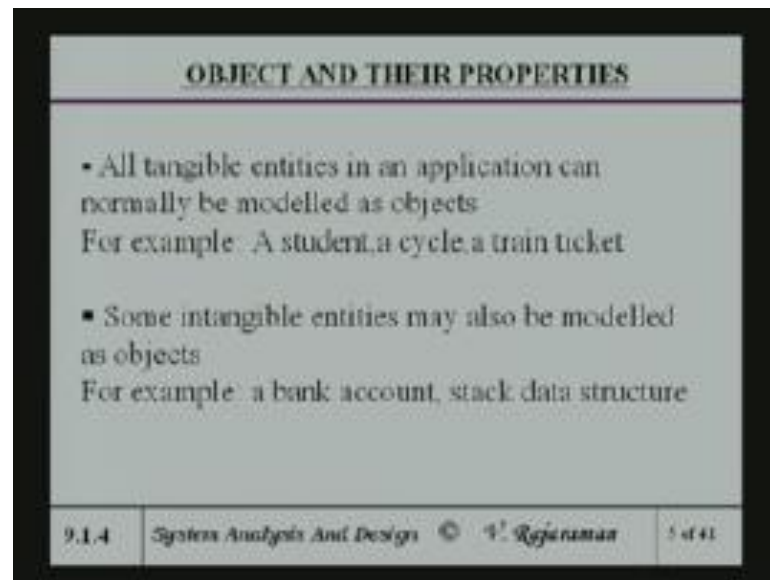 OBJECT AND THEIR PROPERTIES
▪ All tangible entities in an application can
normally be modelled as objects
For example: A student,a cycle,a train ticket
▪ Some intangible entities may also be modelled
as objects
For example: a bank account, stack data structure
9.1.4 System Analysis And Design © V. Rajaraman 5 of 41